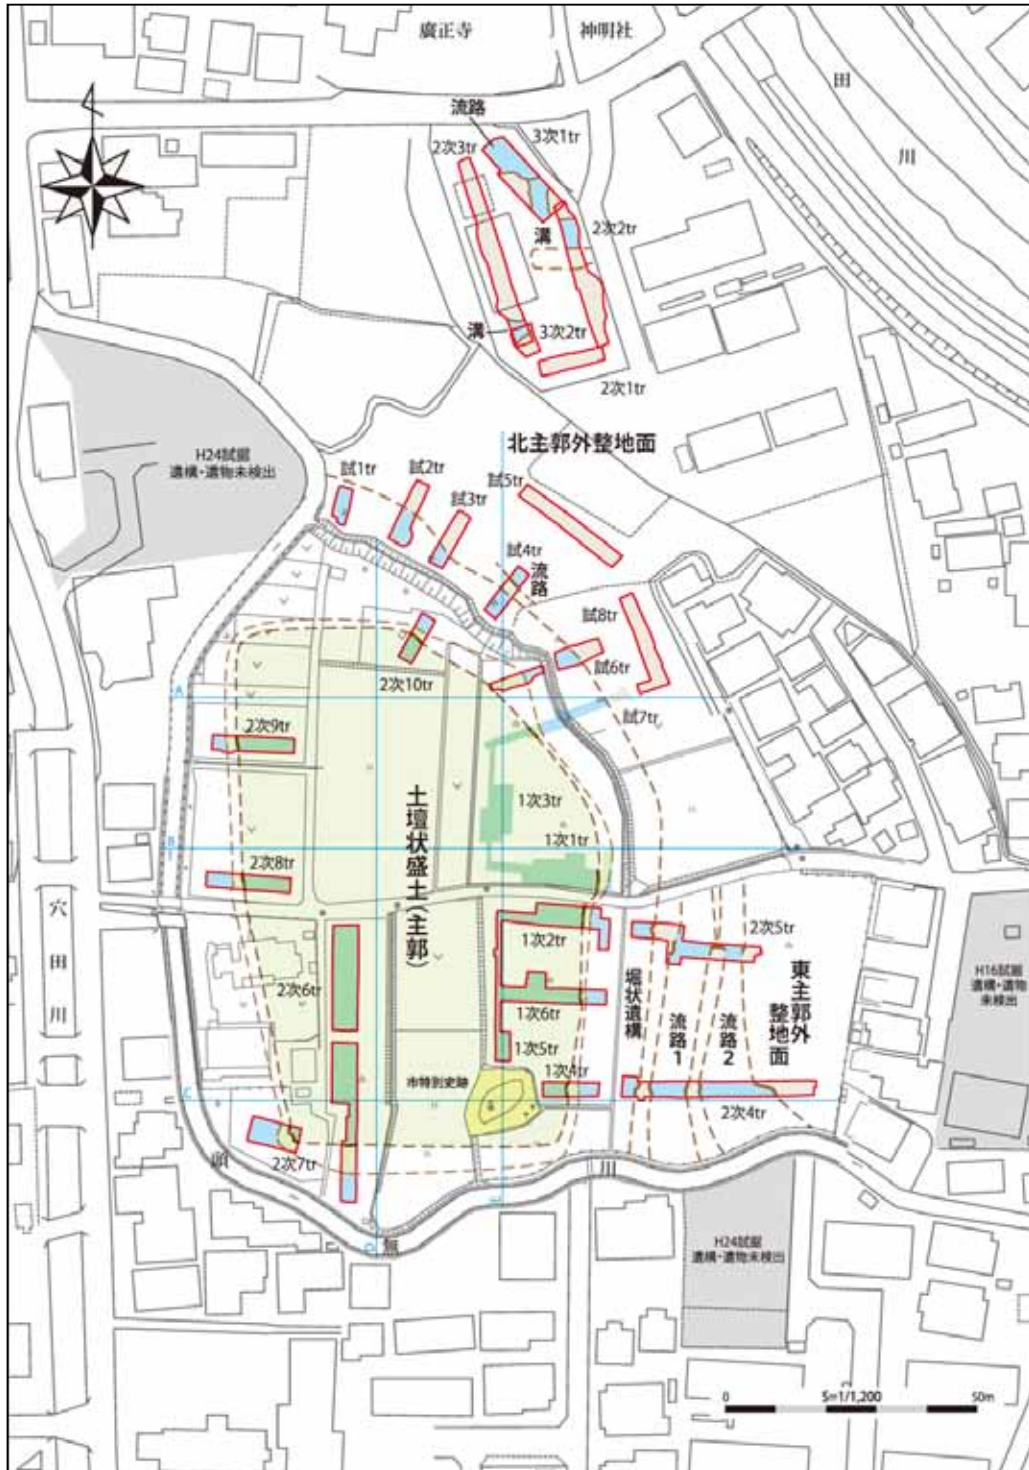 廣正寺
神明社
田
川
流路
3次1tr
2次3tr
2次2tr
溝
溝
3次2tr
2次1tr
H24試掘
遺構・遺物未検出
北主郭外整地面
試1tr
試2tr
試3tr
試5tr
試4tr
流路
試8tr
試6tr
試7tr
2次10tr
A
2次9tr
土壇状盛土(主郭)
1次3tr
1次1tr
B
2次8tr
穴田川
1次2tr
2次5tr
2次6tr
堀状遺構
東主郭外
整地面
H16試掘
遺構・遺物
未検出
1次6tr
流路1
流路2
1次5tr
市特別史跡
1次4tr
C
2次4tr
2次7tr
頭
川
無
D
H24試掘
遺構・遺物未検出
0
S=1/1,200
50m